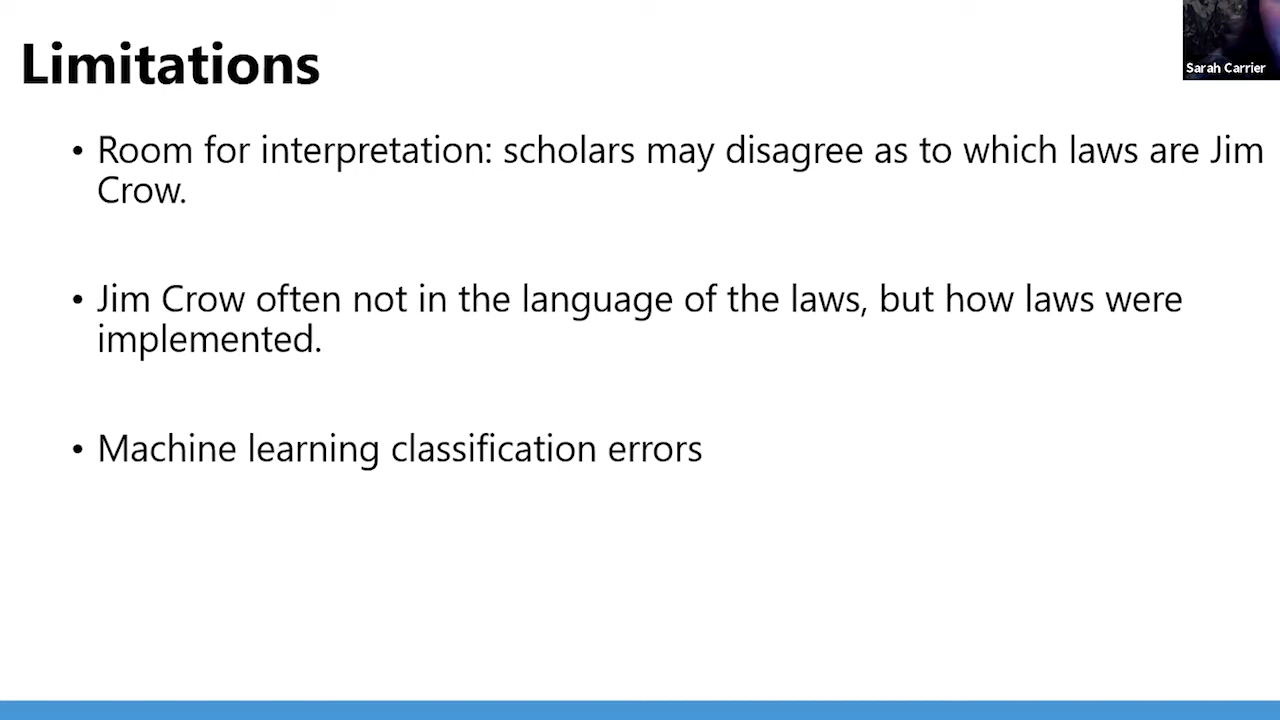 Limitations
Sarah Carrier
• Room for interpretation: scholars may disagree as to which laws are Jim
Crow.
• Jim Crow often not in the language of the laws, but how laws were
implemented.
• Machine learning classification errors